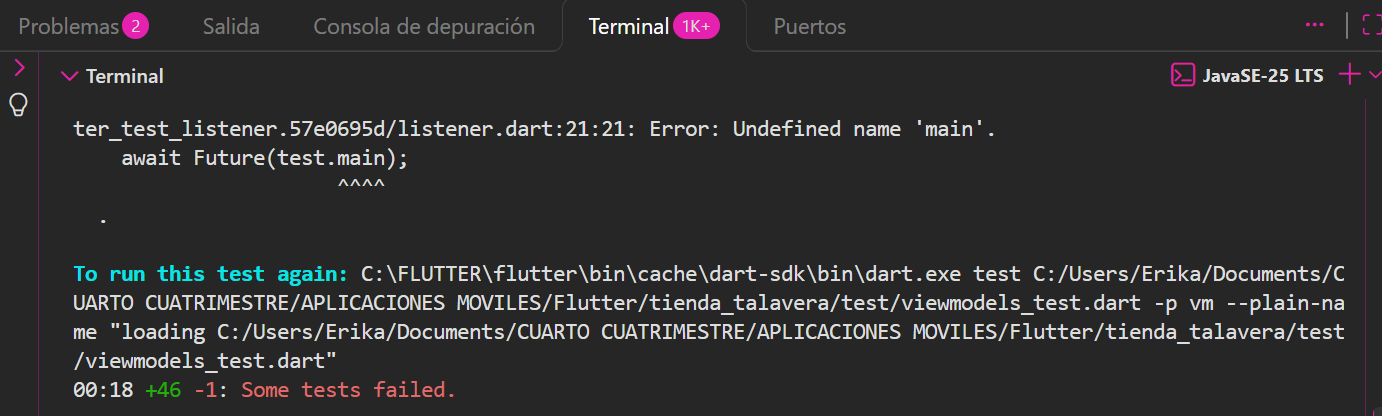 Problemas 2 Salida Consola de depuración Terminal 1K+ Puertos
Terminal JavaSE-25 LTS
ter_test_listener.57e0695d/listener.dart:21:21: Error: Undefined name 'main'.
await Future(test.main);
^^^^
.
To run this test again: C:\FLUTTER\flutter\bin\cache\dart-sdk\bin\dart.exe test C:/Users/Erika/Documents/C
UARTO CUATRIMESTRE/APLICACIONES MOVILES/Flutter/tienda_talavera/test/viewmodels_test.dart -p vm --plain-na
me "loading C:/Users/Erika/Documents/CUARTO CUATRIMESTRE/APLICACIONES MOVILES/Flutter/tienda_talavera/test
/viewmodels_test.dart"
00:18 +46 -1: Some tests failed.